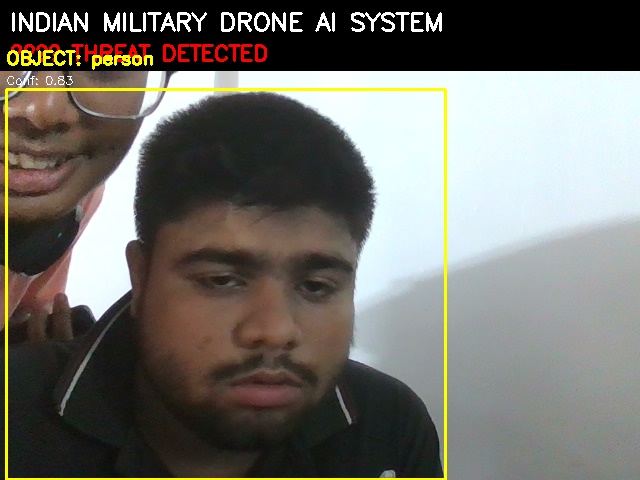 INDIAN MILITARY DRONE AI SYSTEM
THREAT DETECTED
OBJECT: person
Conf: 0.83